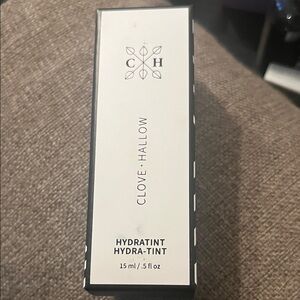 C H
CLOVE · HALLOW
HYDRATINT
HYDRA-TINT
15 ml / .5 fl oz